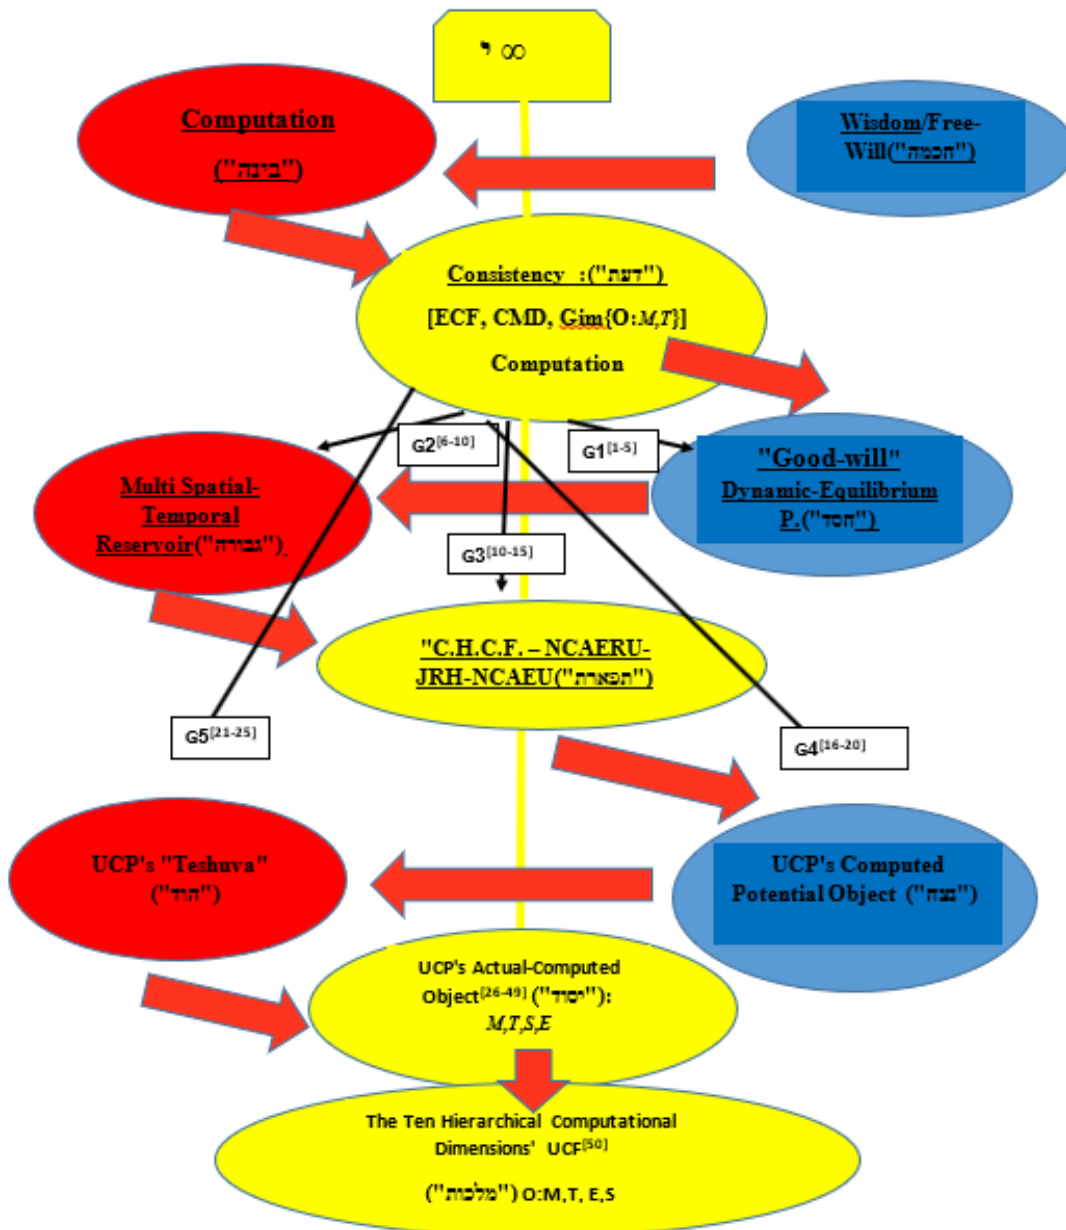 י ∞
Computation
("בינה")
Wisdom/Free-
Will("חכמה")
Consistency :("דעת")
[ECF, CMD, Gim{O:M,T}]
Computation
G2[6-10]
G1[1-5]
"Good-will"
Dynamic-Equilibrium
P.("חסד")
Multi Spatial-
Temporal
Reservoir("גבורה")
G3[10-15]
"C.H.C.F. – NCAERU-
JRH-NCAEU("תפארת")
G5[21-25]
G4[16-20]
UCP's "Teshuva"
("הוד")
UCP's Computed
Potential Object ("נצח")
UCP's Actual-Computed
Object[26-49] ("יסוד"):
M,T,S,E
The Ten Hierarchical Computational
Dimensions' UCF[50]
("מלכות") O:M,T, E,S